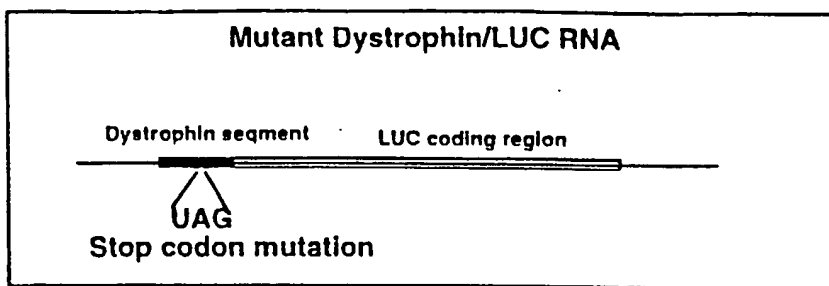 Mutant Dystrophin/LUC RNA
Dystrophin seqment LUC coding region
UAG
Stop codon mutation